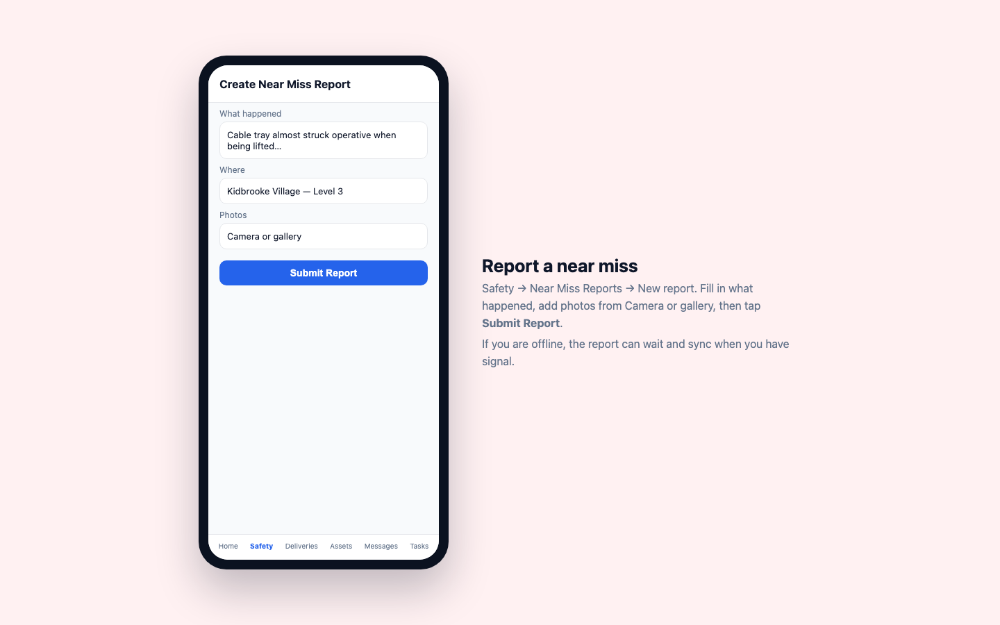 Create Near Miss Report
What happened
Cable tray almost struck operative when
being lifted...
Where
Kidbrooke Village — Level 3
Photos
Camera or gallery
Submit Report
Home Safety Deliveries Assets Messages Tasks
Report a near miss
Safety → Near Miss Reports → New report. Fill in what
happened, add photos from Camera or gallery, then tap
Submit Report.
If you are offline, the report can wait and sync when you have
signal.